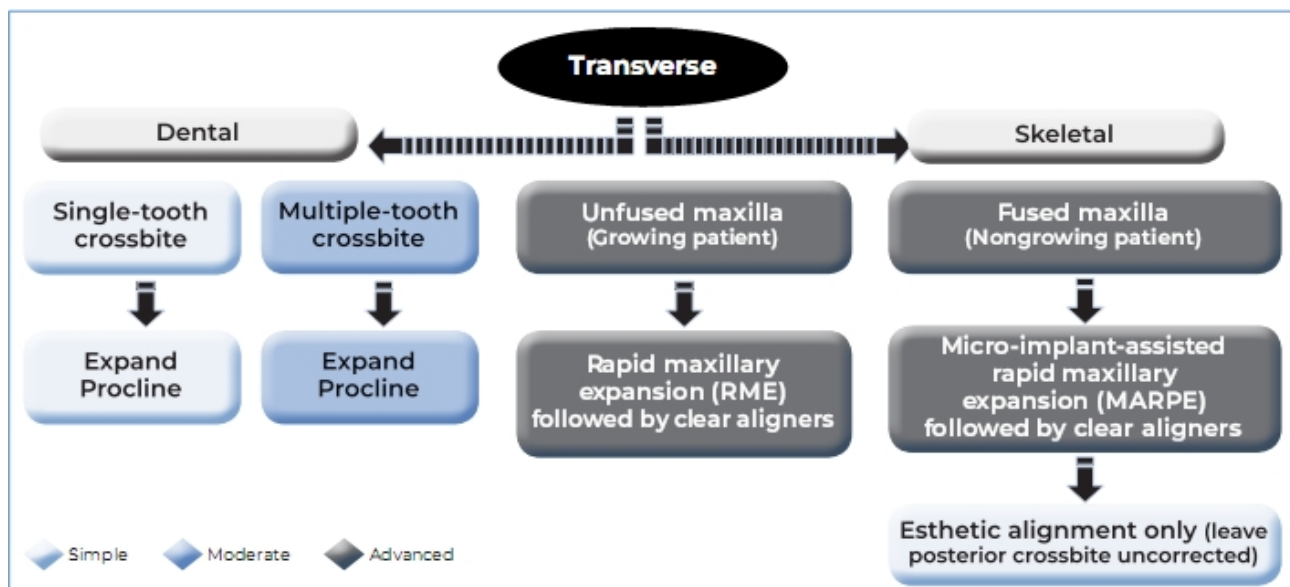 Transverse
Dental
Skeletal
Single-tooth
crossbite
Multiple-tooth
crossbite
Unfused maxilla
(Growing patient)
Fused maxilla
(Nongrowing patient)
Expand
Procline
Expand
Procline
Rapid maxillary
expansion (RME)
followed by clear aligners
Micro-implant-assisted
rapid maxillary
expansion (MARPE)
followed by clear aligners
Esthetic alignment only (leave
posterior crossbite uncorrected)
Simple
Moderate
Advanced